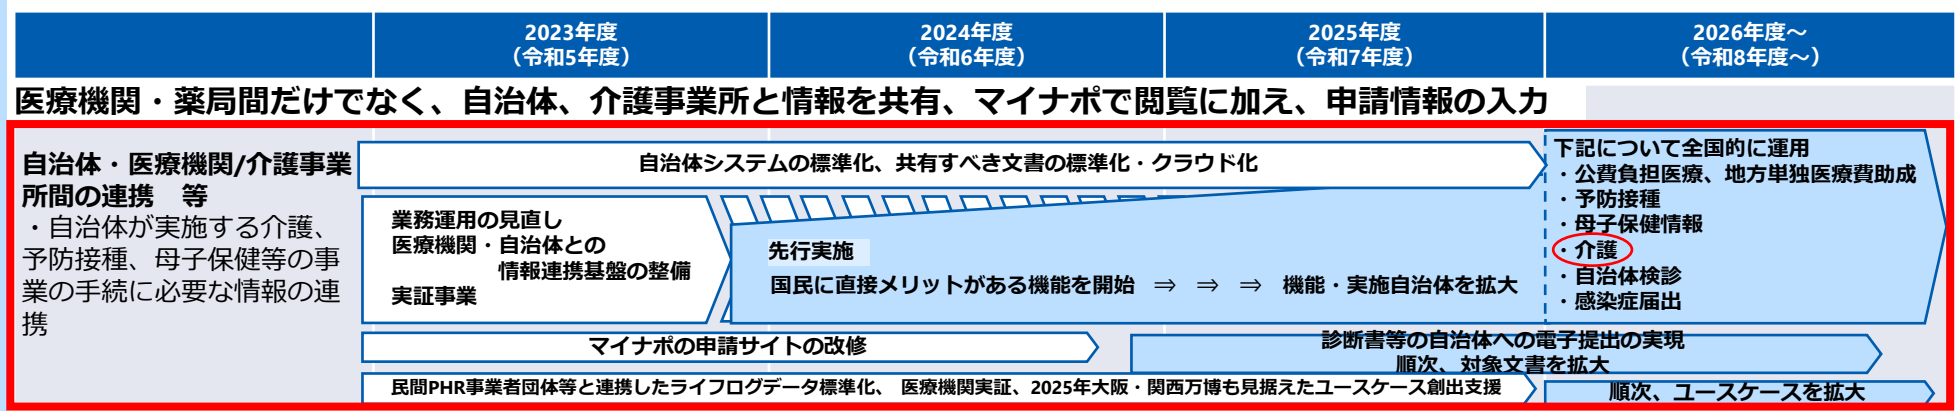 2023年度
（令和5年度）
2024年度
（令和6年度）
2025年度
（令和7年度）
2026年度～
（令和8年度～）
医療機関・薬局間だけでなく、自治体、介護事業所と情報を共有、マイナポで閲覧に加え、申請情報の入力
自治体・医療機関/介護事業
所間の連携　等
・自治体が実施する介護、
予防接種、母子保健等の事
業の手続に必要な情報の連
携
自治体システムの標準化、共有すべき文書の標準化・クラウド化
業務運用の見直し
医療機関・自治体との
情報連携基盤の整備
実証事業
先行実施
国民に直接メリットがある機能を開始　⇒　⇒　⇒　機能・実施自治体を拡大
下記について全国的に運用
・公費負担医療、地方単独医療費助成
・予防接種
・母子保健情報
・介護
・自治体検診
・感染症届出
マイナポの申請サイトの改修
診断書等の自治体への電子提出の実現
順次、対象文書を拡大
民間PHR事業者団体等と連携したライフログデータ標準化、 医療機関実証、2025年大阪・関西万博も見据えたユースケース創出支援
順次、ユースケースを拡大